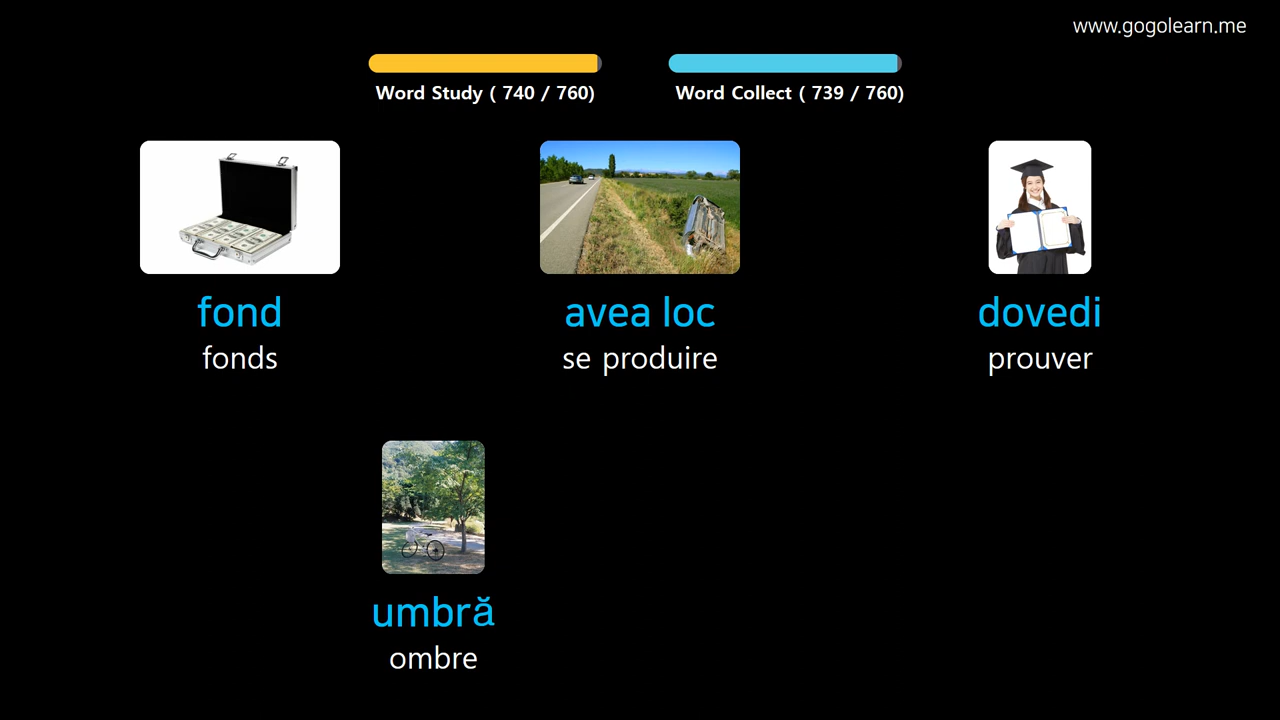 www.gogolearn.me
Word Study ( 740 / 760)
Word Collect ( 739 / 760)
fond
fonds
avea loc
se produire
dovedi
prouver
umbră
ombre